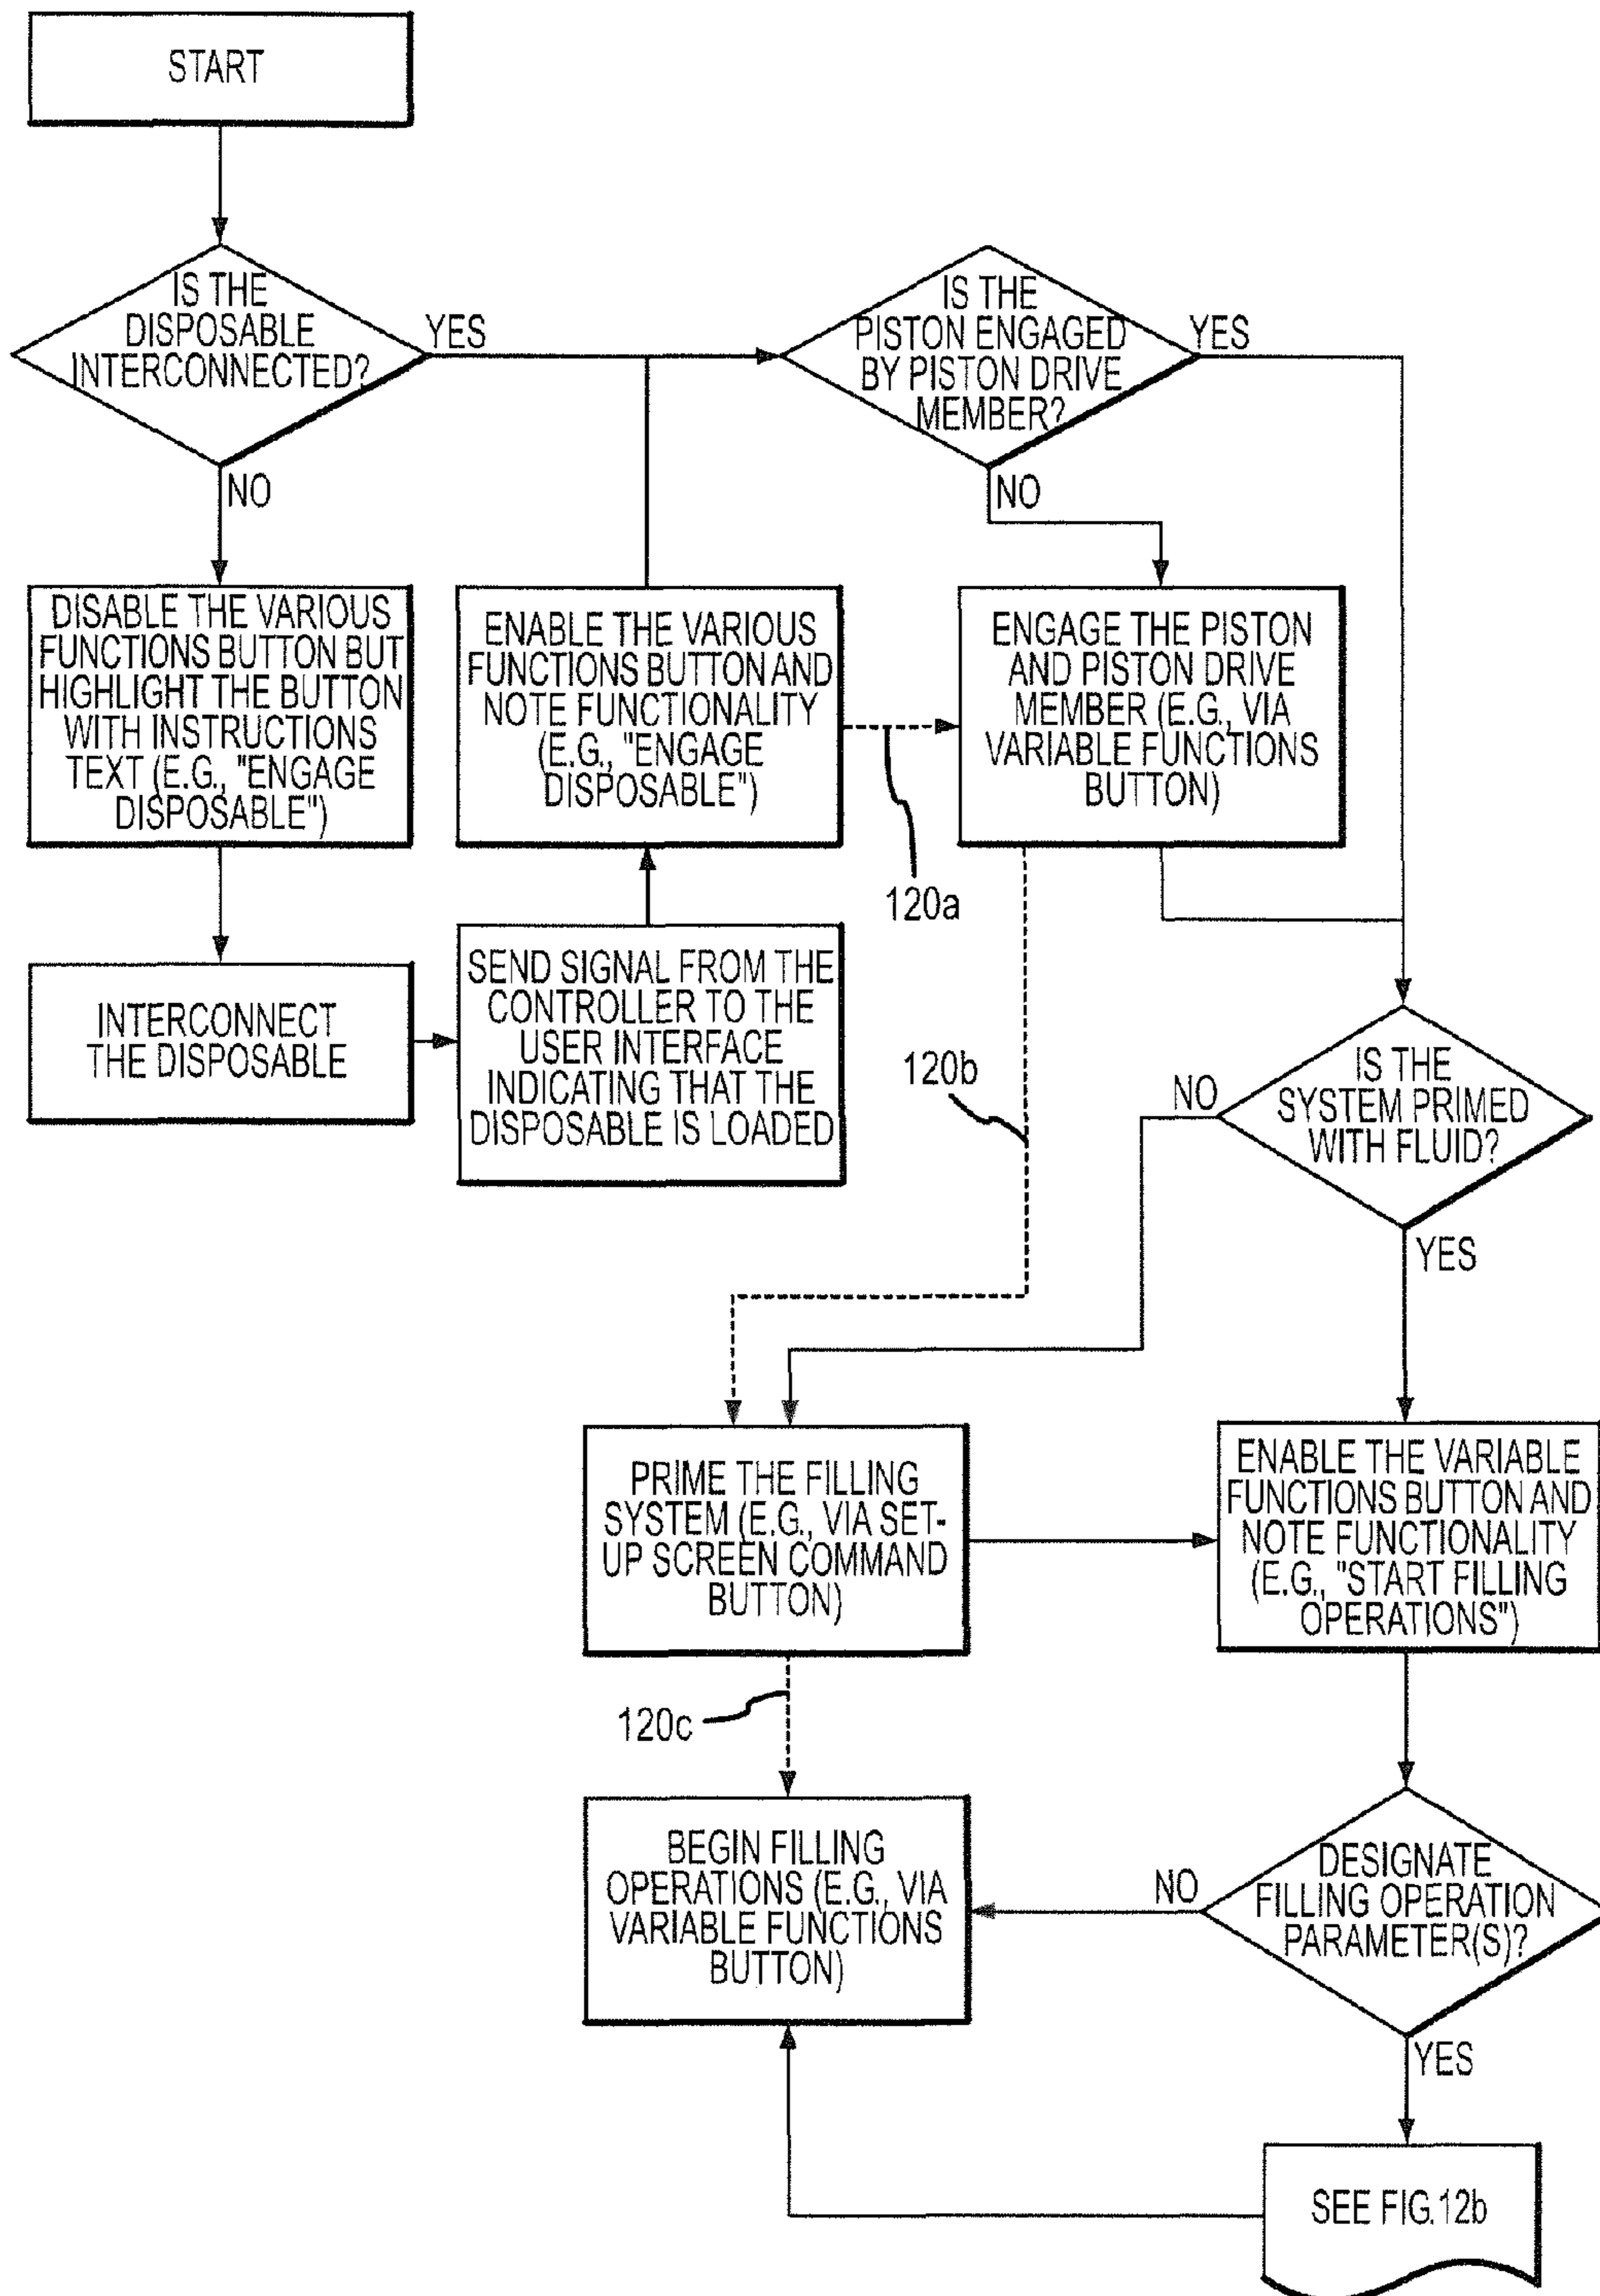 START
IS THE
DISPOSABLE
INTERCONNECTED?
YES
NO
IS THE
PISTON ENGAGED
BY PISTON DRIVE
MEMBER?
YES
NO
DISABLE THE VARIOUS
FUNCTIONS BUTTON BUT
HIGHLIGHT THE BUTTON
WITH INSTRUCTIONS
TEXT (E.G., "ENGAGE
DISPOSABLE")
ENABLE THE VARIOUS
FUNCTIONS BUTTON AND
NOTE FUNCTIONALITY
(E.G., "ENGAGE
DISPOSABLE")
ENGAGE THE PISTON
AND PISTON DRIVE
MEMBER (E.G., VIA
VARIABLE FUNCTIONS
BUTTON)
120a
INTERCONNECT
THE DISPOSABLE
SEND SIGNAL FROM THE
CONTROLLER TO THE
USER INTERFACE
INDICATING THAT THE
DISPOSABLE IS LOADED
120b
NO
IS THE
SYSTEM PRIMED
WITH FLUID?
YES
PRIME THE FILLING
SYSTEM (E.G., VIA SET-
UP SCREEN COMMAND
BUTTON)
ENABLE THE VARIABLE
FUNCTIONS BUTTON AND
NOTE FUNCTIONALITY
(E.G., "START FILLING
OPERATIONS")
120c
BEGIN FILLING
OPERATIONS (E.G., VIA
VARIABLE FUNCTIONS
BUTTON)
NO
DESIGNATE
FILLING OPERATION
PARAMETER(S)?
YES
SEE FIG.12b